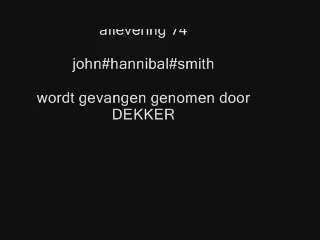 aflevering 74
john#hannibal#smith
wordt gevangen genomen door
DEKKER